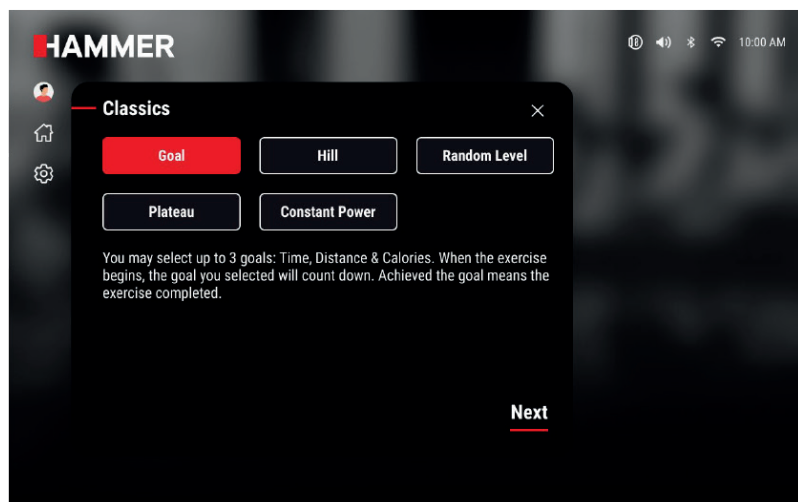 HAMMER
10:00 AM
Classics
Goal
Hill
Random Level
Plateau
Constant Power
You may select up to 3 goals: Time, Distance & Calories. When the exercise
begins, the goal you selected will count down. Achieved the goal means the
exercise completed.
Next